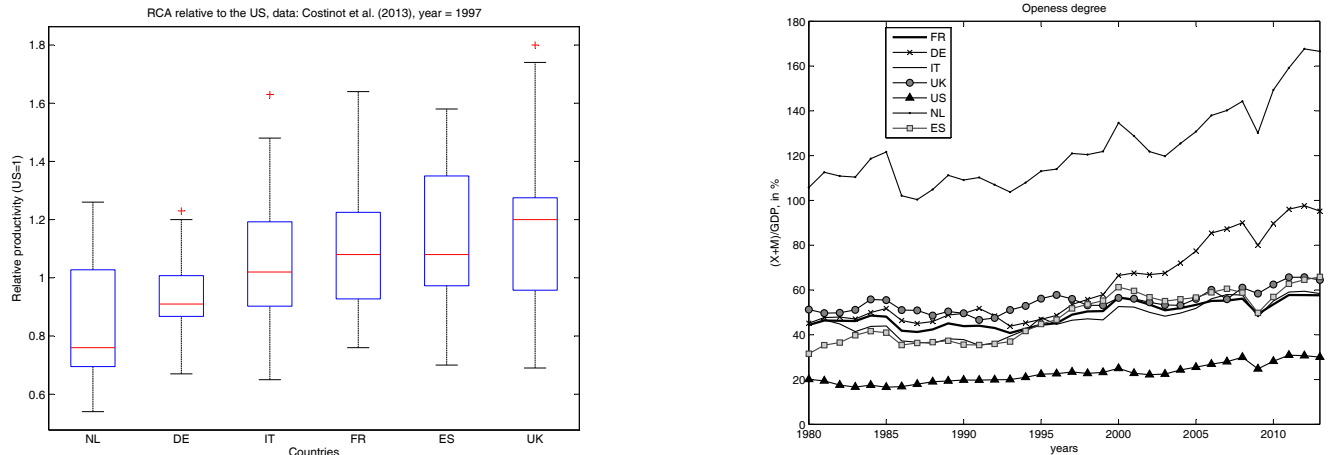 RCA relative to the US, data: Costinot et al. (2013), year = 1997
Relative productivity (US=1)
1.8
1.6
1.4
1.2
1
0.8
0.6
NL DE IT FR ES UK
Countries
Openess degree
(X+M)/GDP, in %
180
160
140
120
100
80
60
40
20
0
FR
DE
IT
UK
US
NL
ES
1980 1985 1990 1995 2000 2005 2010
years